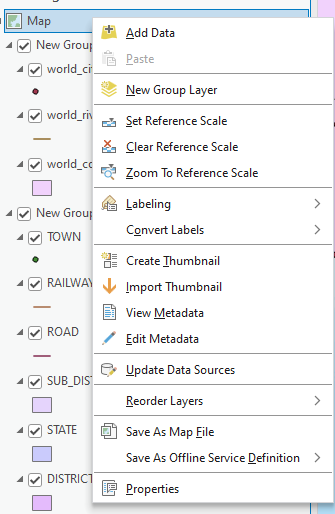 Map
Add Data
New Group
Paste
world_ci
New Group Layer
world_riv
Set Reference Scale
Clear Reference Scale
world_co
Zoom To Reference Scale
Labeling
New Group
Convert Labels
TOWN
Create Thumbnail
RAILWAY
Import Thumbnail
View Metadata
ROAD
Edit Metadata
Update Data Sources
SUB_DIST
Reorder Layers
STATE
Save As Map File
Save As Offline Service Definition
DISTRICT
Properties